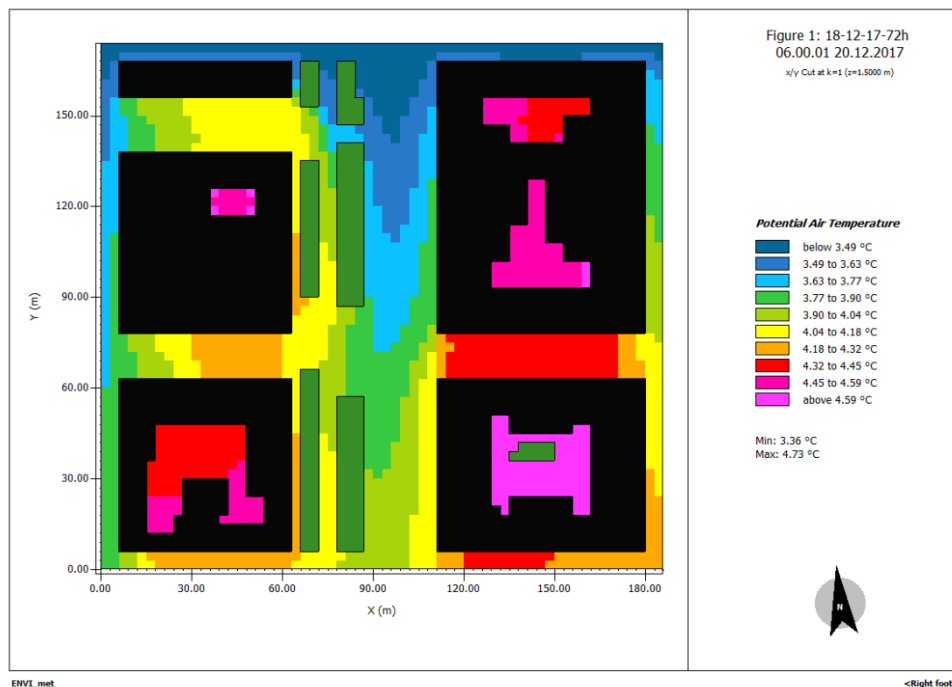 Figure 1: 18-12-17-72h
06.00.01 20.12.2017
x/y Cut at k=1 (z=1.5000 m)
150.00
120.00
90.00
60.00
30.00
0.00
Y (m)
0.00 30.00 60.00 90.00 120.00 150.00 180.00
X (m)
Potential Air Temperature
below 3.49 °C
3.49 to 3.63 °C
3.63 to 3.77 °C
3.77 to 3.90 °C
3.90 to 4.04 °C
4.04 to 4.18 °C
4.18 to 4.32 °C
4.32 to 4.45 °C
4.45 to 4.59 °C
above 4.59 °C
Min: 3.36 °C
Max: 4.73 °C
N
ENVI_met
<Right foot